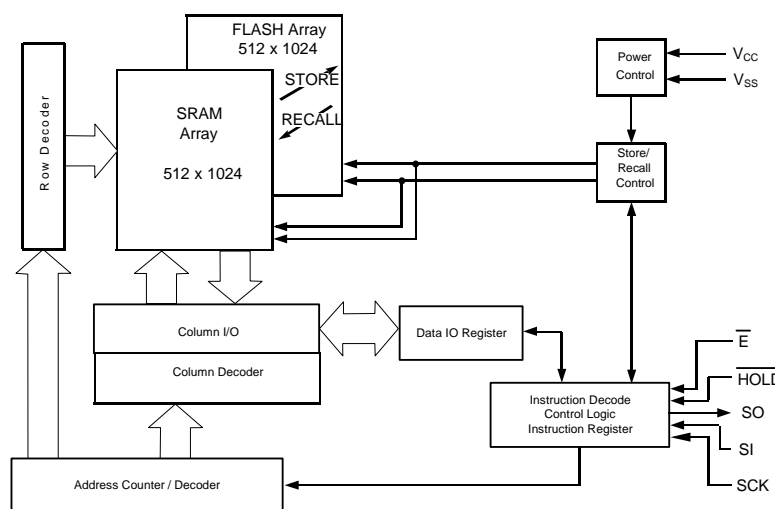 FLASH Array
512 x 1024
STORE
RECALL
SRAM
Array
512 x 1024
Row Decoder
Power
Control
VCC
VSS
Store/
Recall
Control
Column I/O
Column Decoder
Data IO Register
Instruction Decode
Control Logic
Instruction Register
E
HOLD
SO
SI
SCK
Address Counter / Decoder